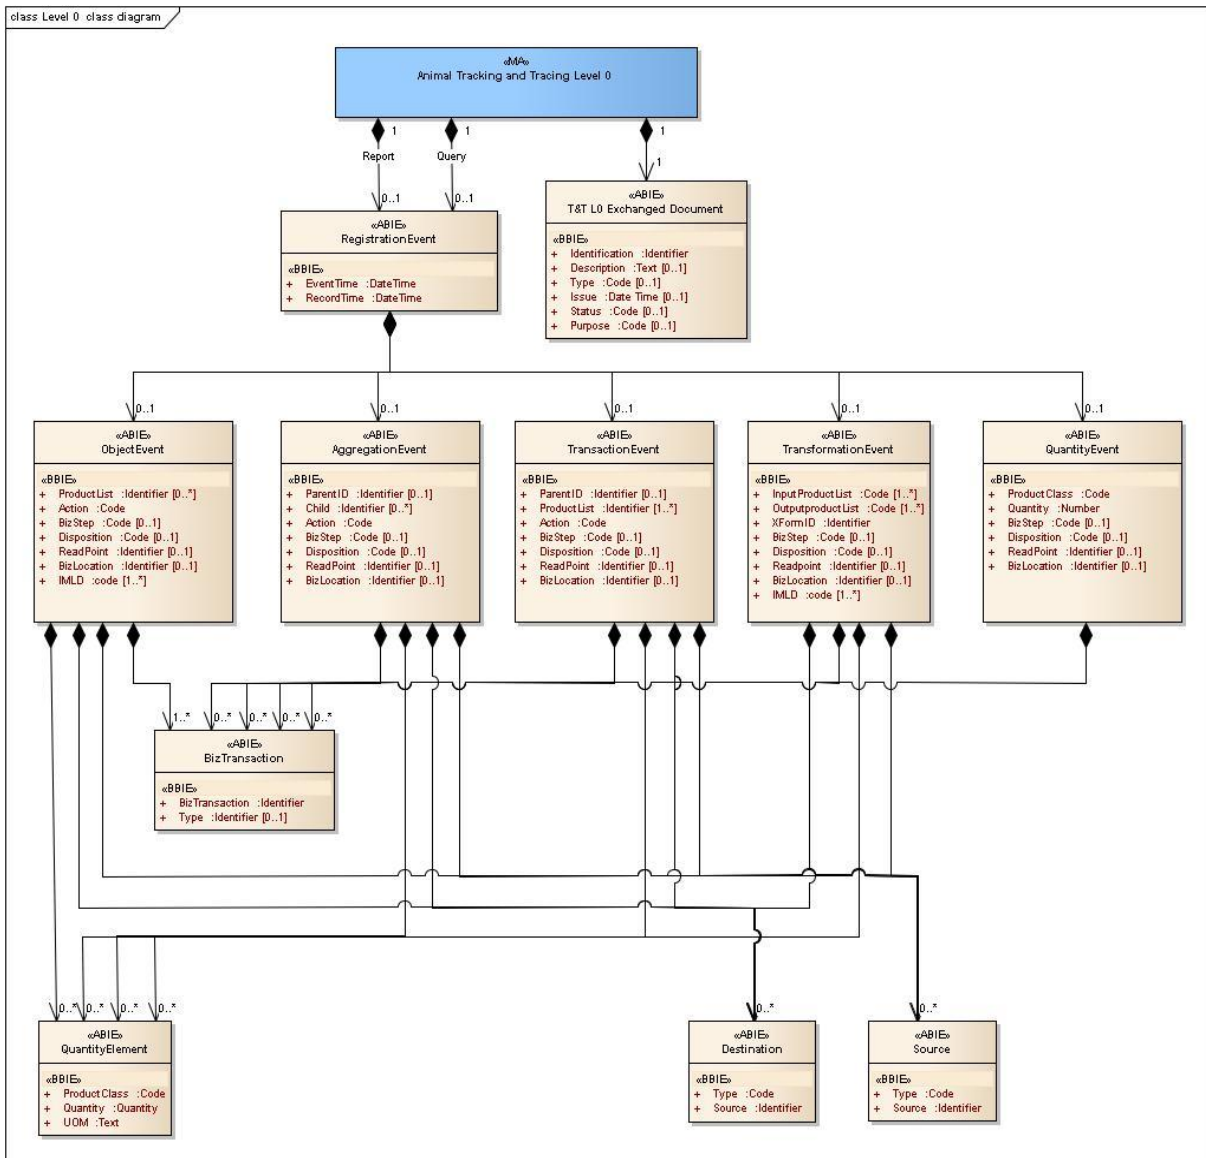 class Level 0 class diagram
«MA»
Animal Tracking and Tracing Level 0
1
1
1
Report
Query
0..1
0..1
1
«ABIE»
RegistrationEvent
«BBIE»
+ EventTime :DateTime
+ RecordTime :DateTime
«ABIE»
T&T L0 Exchanged Document
«BBIE»
+ Identification :Identifier
+ Description :Text [0..1]
+ Type :Code [0..1]
+ Issue :Date Time [0..1]
+ Status :Code [0..1]
+ Purpose :Code [0..1]
0..1
0..1
0..1
0..1
0..1
«ABIE»
ObjectEvent
«BBIE»
+ ProductList :Identifier [0..*]
+ Action :Code
+ BizStep :Code [0..1]
+ Disposition :Code [0..1]
+ ReadPoint :Identifier [0..1]
+ BizLocation :Identifier [0..1]
+ IMLD :code [1..*]
«ABIE»
AggregationEvent
«BBIE»
+ ParentID :Identifier [0..1]
+ Child :Identifier [0..*]
+ Action :Code
+ BizStep :Code [0..1]
+ Disposition :Code [0..1]
+ ReadPoint :Identifier [0..1]
+ BizLocation :Identifier [0..1]
«ABIE»
TransactionEvent
«BBIE»
+ ParentID :Identifier [0..1]
+ ProductList :Identifier [1..*]
+ Action :Code
+ BizStep :Code [0..1]
+ Disposition :Code [0..1]
+ ReadPoint :Identifier [0..1]
+ BizLocation :Identifier [0..1]
«ABIE»
TransformationEvent
«BBIE»
+ InputProductList :Code [1..*]
+ OutputproductList :Code [1..*]
+ XFormID :Identifier
+ BizStep :Code [0..1]
+ Disposition :Code [0..1]
+ Readpoint :Identifier [0..1]
+ BizLocation :Identifier [0..1]
+ IMLD :code [1..*]
«ABIE»
QuantityEvent
«BBIE»
+ ProductClass :Code
+ Quantity :Number
+ BizStep :Code [0..1]
+ Disposition :Code [0..1]
+ ReadPoint :Identifier [0..1]
+ BizLocation :Identifier [0..1]
1..*
0..*
0..*
0..*
0..*
«ABIE»
BizTransaction
«BBIE»
+ BizTransaction :Identifier
+ Type :Identifier [0..1]
0..*
0..*
0..*
0..*
0..*
0..*
«ABIE»
QuantityElement
«BBIE»
+ ProductClass :Code
+ Quantity :Quantity
+ UOM :Text
«ABIE»
Destination
«BBIE»
+ Type :Code
+ Source :Identifier
«ABIE»
Source
«BBIE»
+ Type :Code
+ Source :Identifier